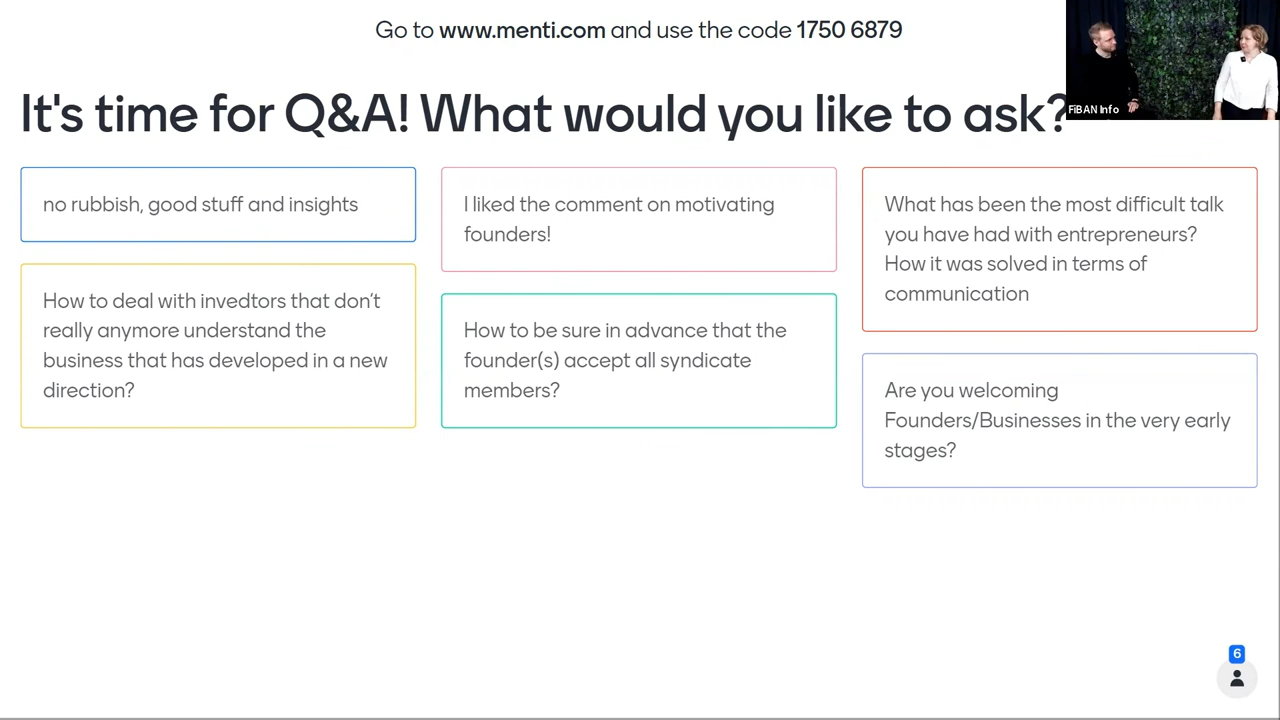 Go to www.menti.com and use the code 1750 6879
FiBAN Info
It's time for Q&A! What would you like to ask?
no rubbish, good stuff and insights
How to deal with invedtors that don't
really anymore understand the
business that has developed in a new
direction?
I liked the comment on motivating
founders!
How to be sure in advance that the
founder(s) accept all syndicate
members?
What has been the most difficult talk
you have had with entrepreneurs?
How it was solved in terms of
communication
Are you welcoming
Founders/Businesses in the very early
stages?
6